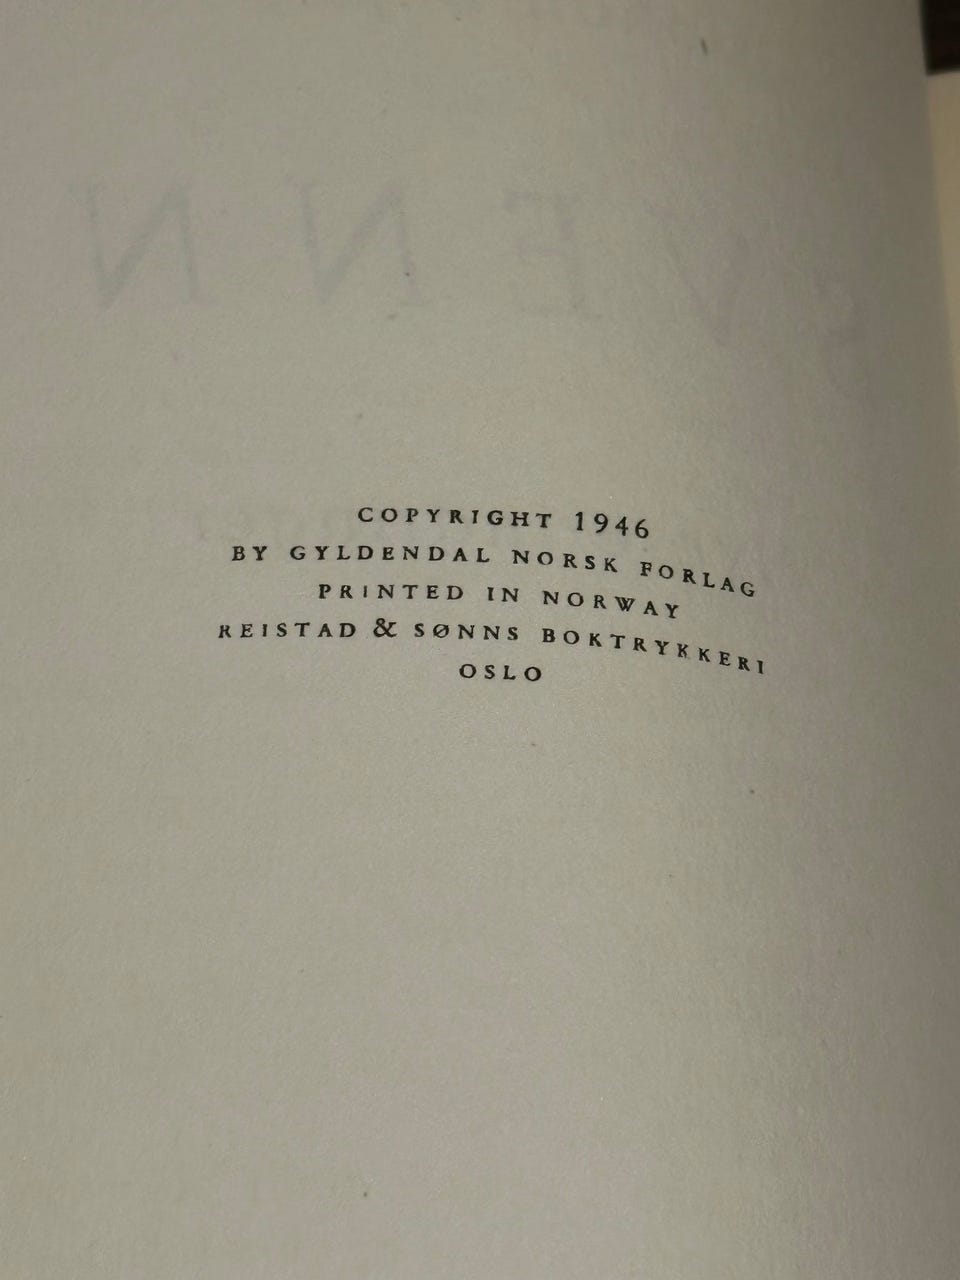 COPYRIGHT 1946
BY GYLDENDAL NORSK FORLAG
PRINTED IN NORWAY
REISTAD & SØNNS BOKTRYKKERI
OSLO